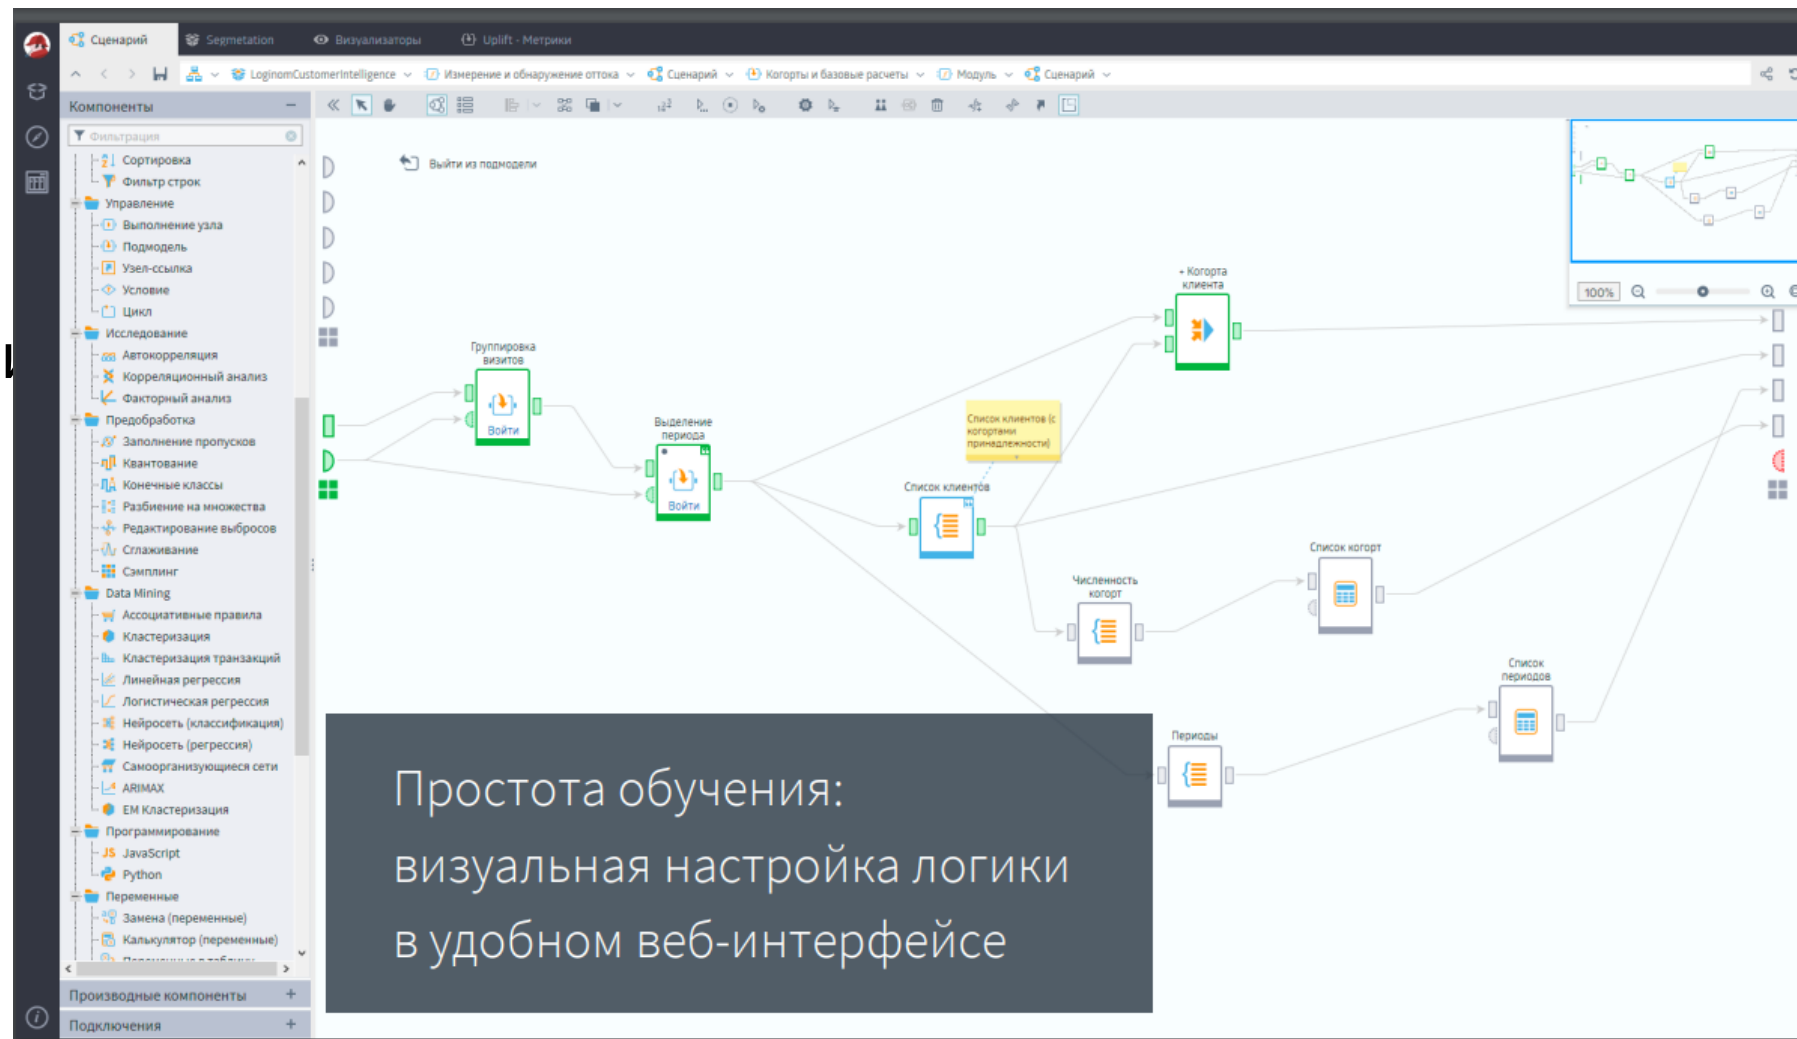 Сценарий
Segmetation
Визуализаторы
Uplift - Метрики
LoginomCustomerIntelligence
Измерение и обнаружение оттока
Сценарий
Когорты и базовые расчеты
Модуль
Сценарий
Компоненты
Фильтрация
Сортировка
Фильтр строк
Управление
Выполнение узла
Подмодель
Узел-ссылка
Условие
Цикл
Исследование
Автокорреляция
Корреляционный анализ
Факторный анализ
Предобработка
Заполнение пропусков
Квантование
Конечные классы
Разбиение на множества
Редактирование выбросов
Сглаживание
Сэмплинг
Data Mining
Ассоциативные правила
Кластеризация
Кластеризация транзакций
Линейная регрессия
Логистическая регрессия
Нейросеть (классификация)
Нейросеть (регрессия)
Самоорганизующиеся сети
ARIMAX
EM Кластеризация
Программирование
JS JavaScript
Python
Переменные
Замена (переменные)
Калькулятор (переменные)
Производные компоненты
Подключения
Выйти из подмодели
100%
+ Когорта
клиента
Группировка
визитов
Войти
Выделение
периода
Войти
Список клиентов (с
когортами
принадлежности)
Список клиентов
Список когорт
Численность
когорт
Список
периодов
Периоды
Простота обучения:
визуальная настройка логики
в удобном веб-интерфейсе